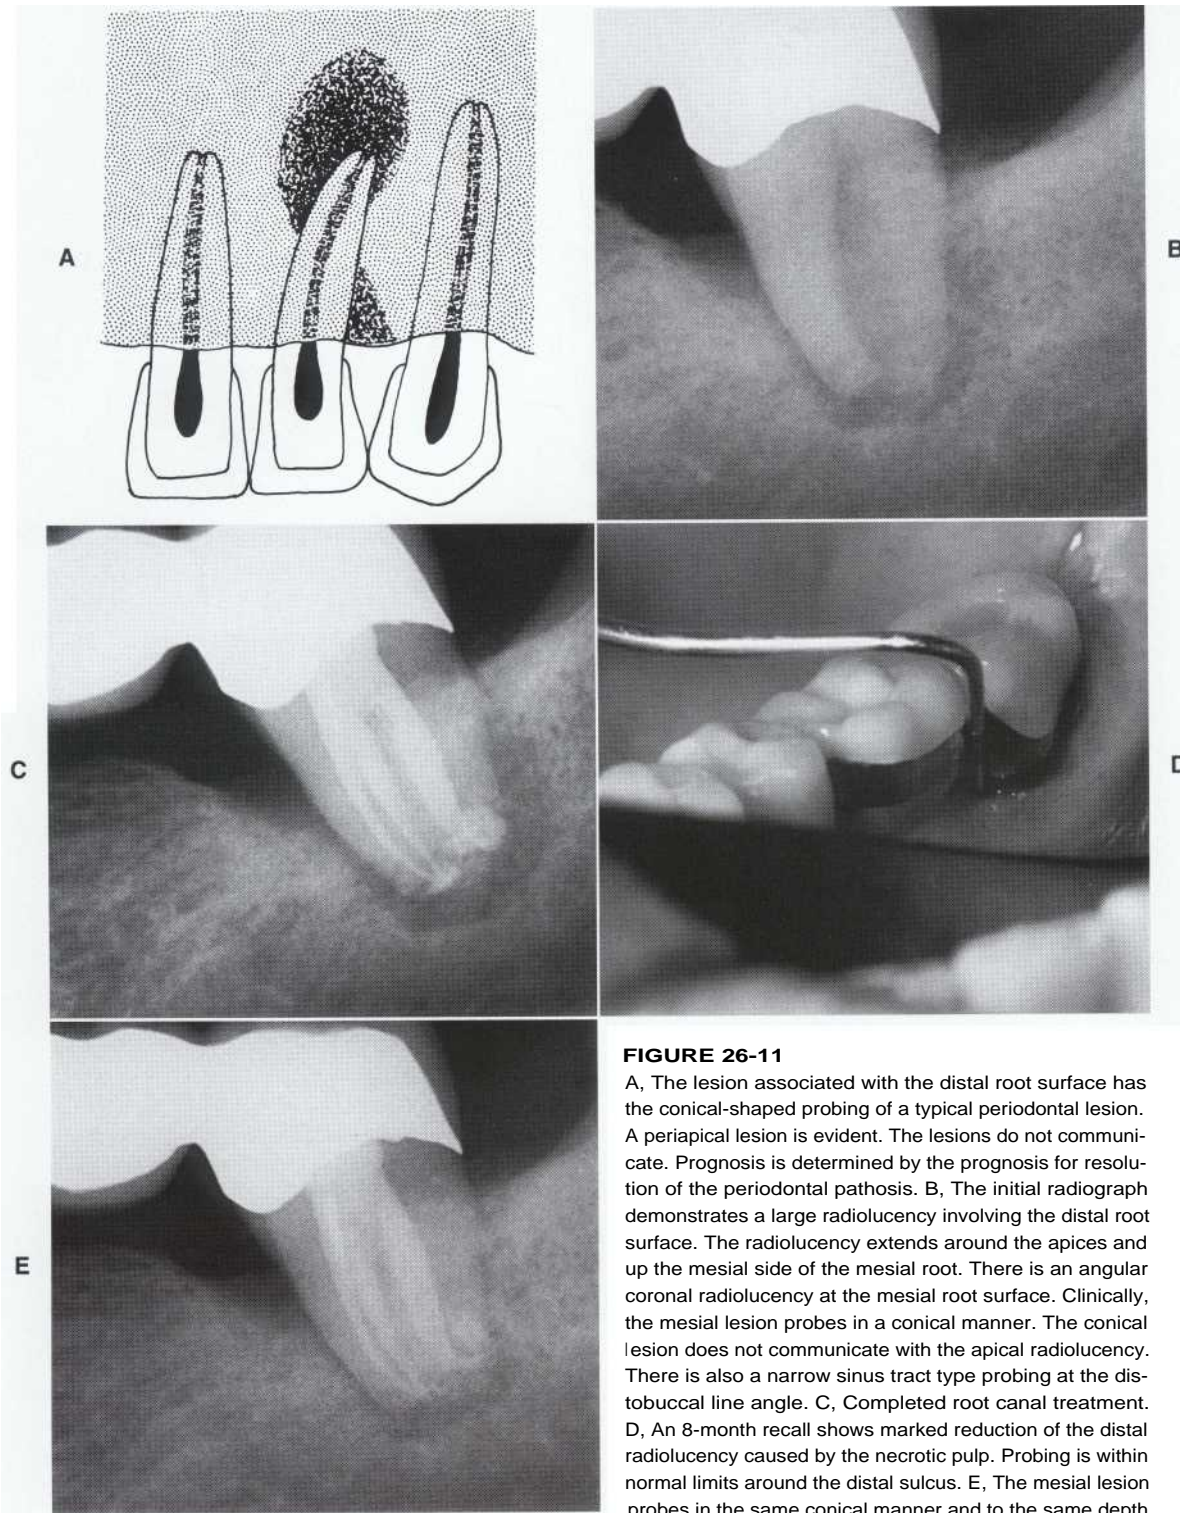 A
B
C
D
E
FIGURE 26-11
A, The lesion associated with the distal root surface has
the conical-shaped probing of a typical periodontal lesion.
A periapical lesion is evident. The lesions do not communi-
cate. Prognosis is determined by the prognosis for resolu-
tion of the periodontal pathosis. B, The initial radiograph
demonstrates a large radiolucency involving the distal root
surface. The radiolucency extends around the apices and
up the mesial side of the mesial root. There is an angular
coronal radiolucency at the mesial root surface. Clinically,
the mesial lesion probes in a conical manner. The conical
lesion does not communicate with the apical radiolucency.
There is also a narrow sinus tract type probing at the dis-
tobuccal line angle. C, Completed root canal treatment.
D, An 8-month recall shows marked reduction of the distal
radiolucency caused by the necrotic pulp. Probing is within
normal limits around the distal sulcus. E, The mesial lesion
probes in the same conical manner and to the same depth